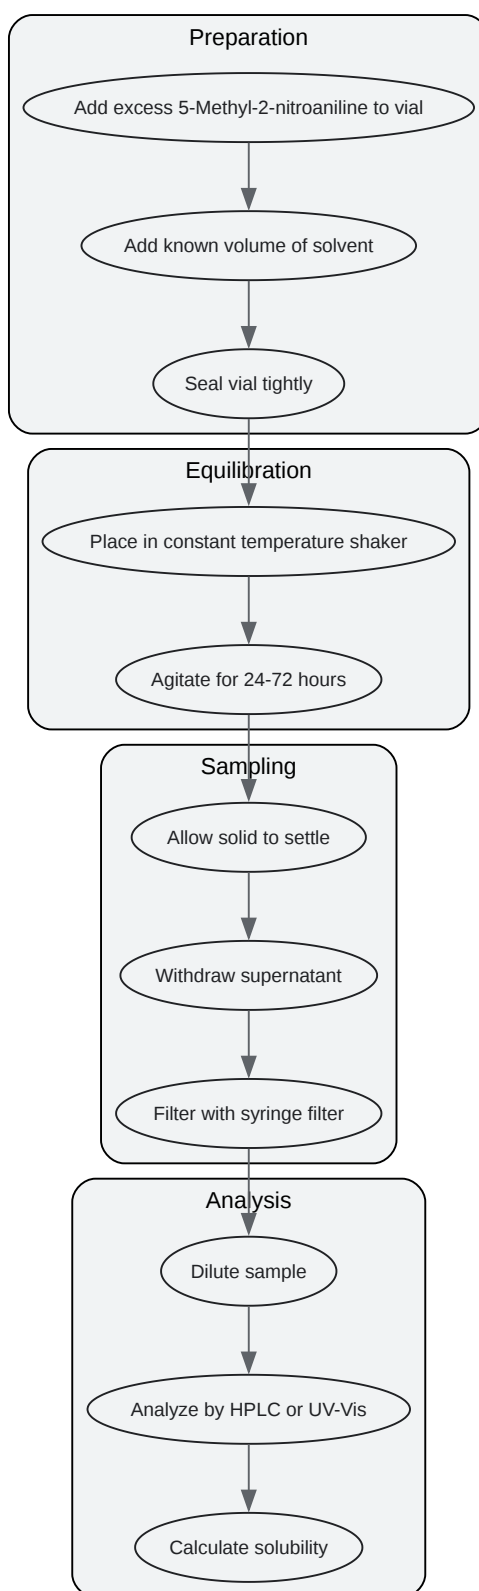 Preparation
Add excess 5-Methyl-2-nitroaniline to vial
Add known volume of solvent
Seal vial tightly
Equilibration
Place in constant temperature shaker
Agitate for 24-72 hours
Sampling
Allow solid to settle
Withdraw supernatant
Filter with syringe filter
Analysis
Dilute sample
Analyze by HPLC or UV-Vis
Calculate solubility